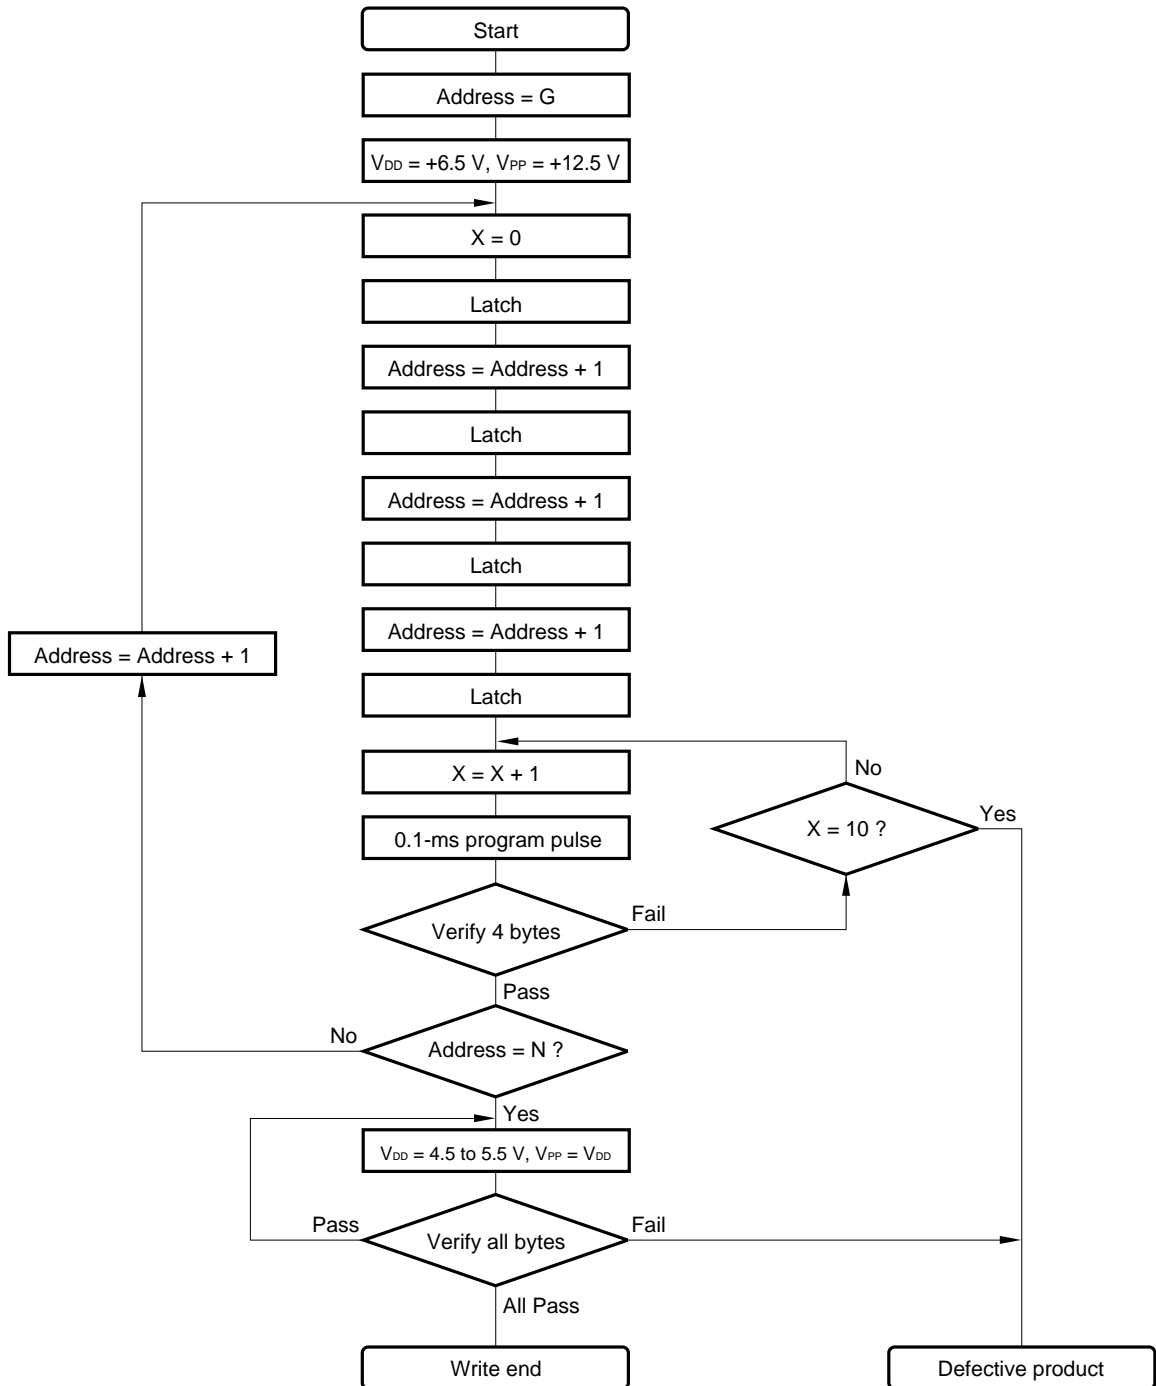 Start
Address = G
VDD = +6.5 V, VPP = +12.5 V
X = 0
Latch
Address = Address + 1
Latch
Address = Address + 1
Latch
Address = Address + 1
Address = Address + 1
Latch
X = X + 1
No
X = 10 ?
Yes
0.1-ms program pulse
Verify 4 bytes
Fail
Pass
No
Address = N ?
Yes
VDD = 4.5 to 5.5 V, VPP = VDD
Pass
Verify all bytes
Fail
All Pass
Write end
Defective product